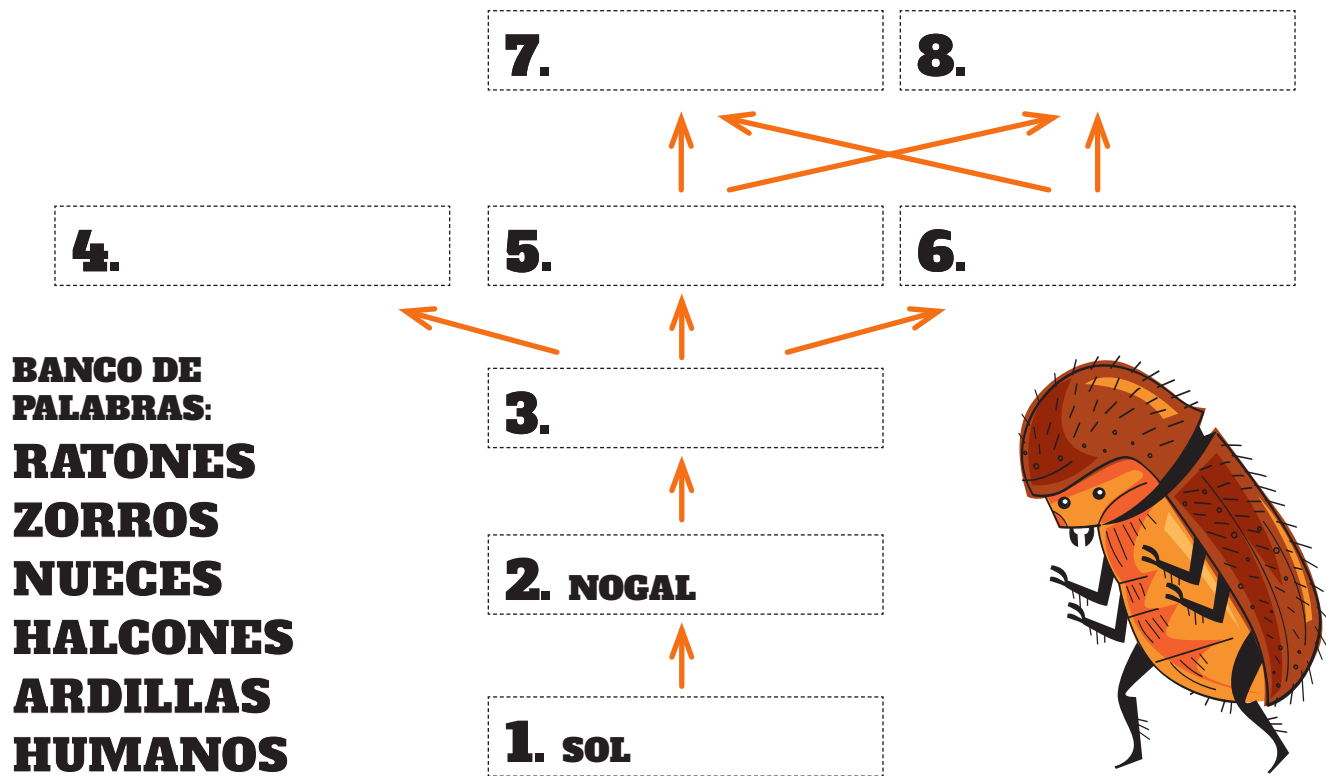 7.
8.
4.
5.
6.
3.
2. NOGAL
1. SOL
BANCO DE
PALABRAS:
RATONES
ZORROS
NUECES
HALCONES
ARDILLAS
HUMANOS